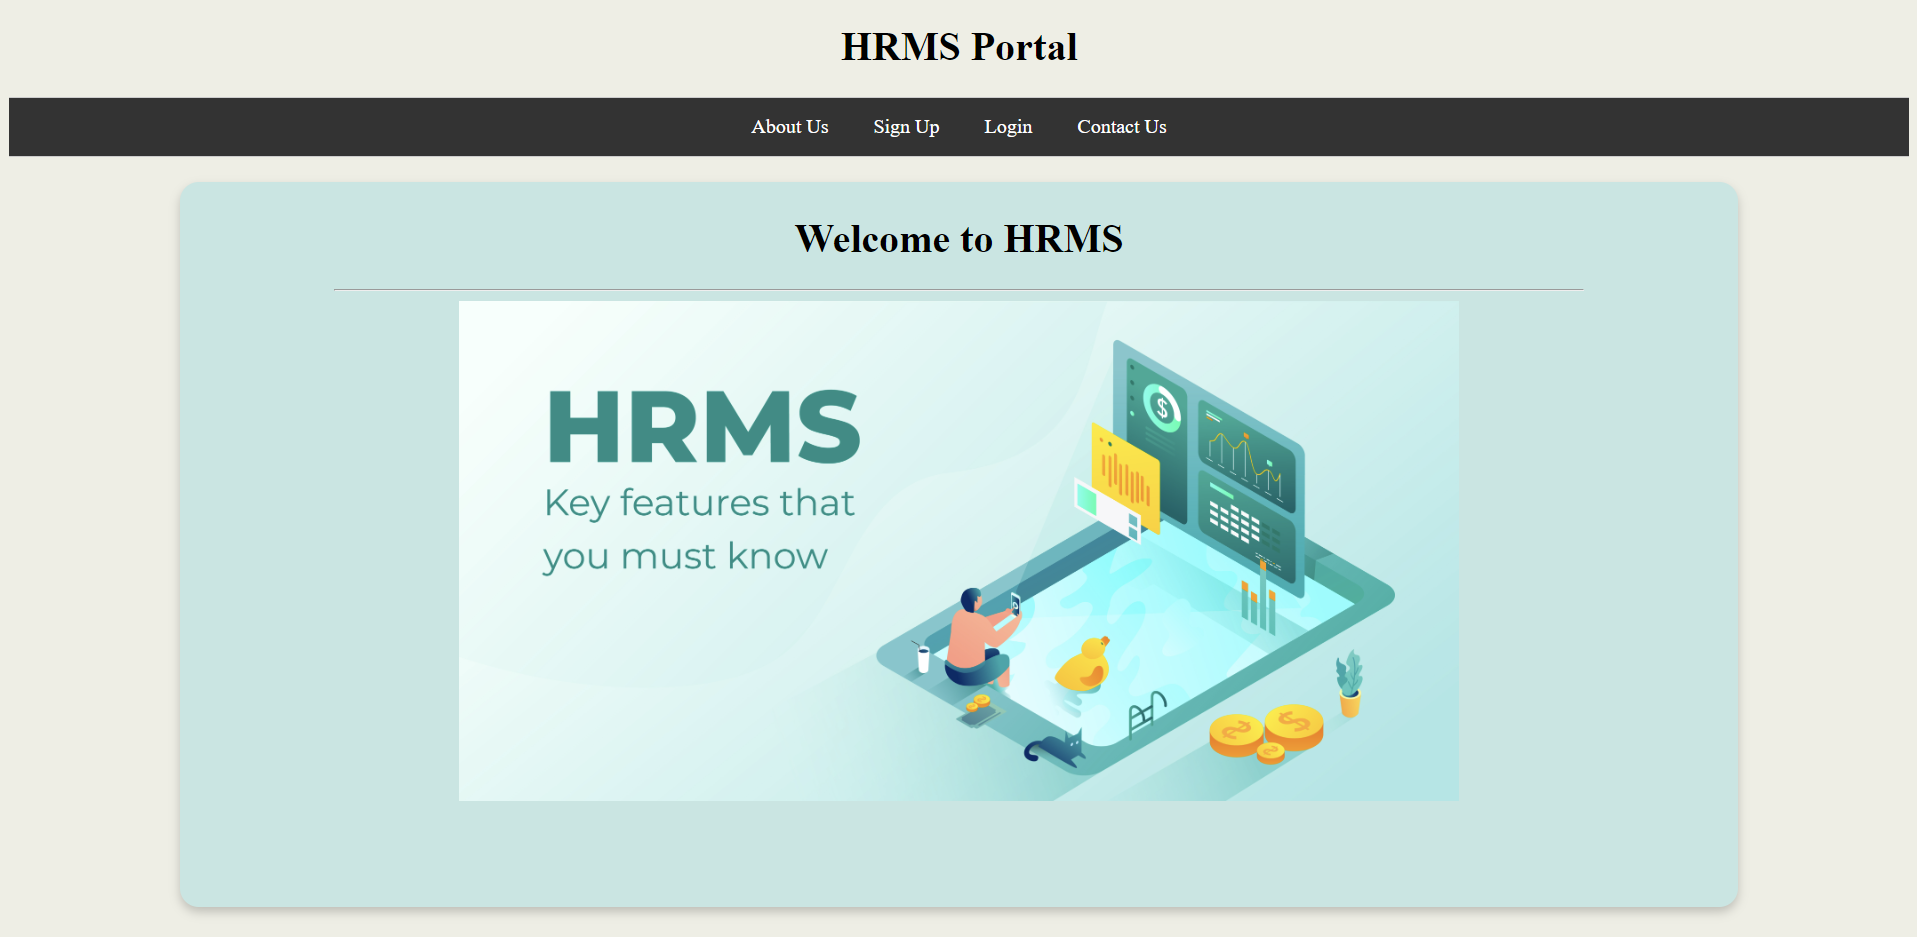 HRMS Portal
About Us Sign Up Login Contact Us
Welcome to HRMS
HRMS
Key features that
you must know